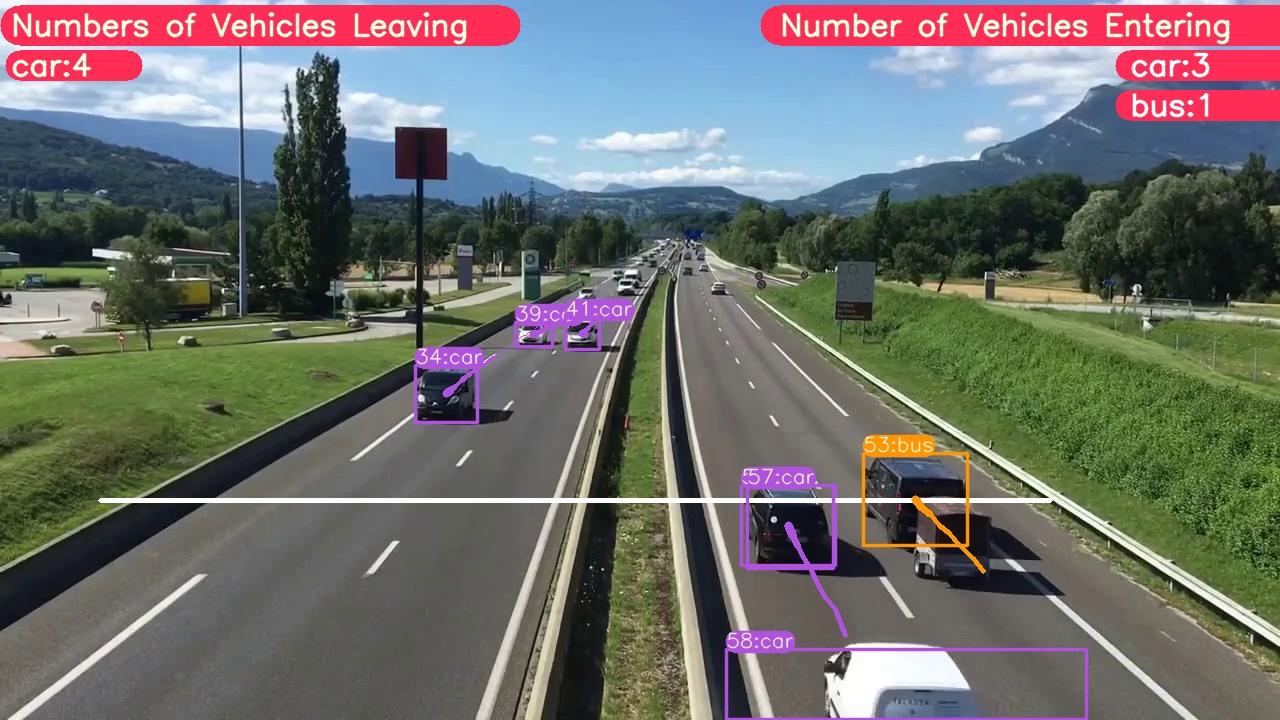 Numbers of Vehicles Leaving
car:4
Number of Vehicles Entering
car:3
bus:1
41:car
34:car
53:bus
57:car
58:car